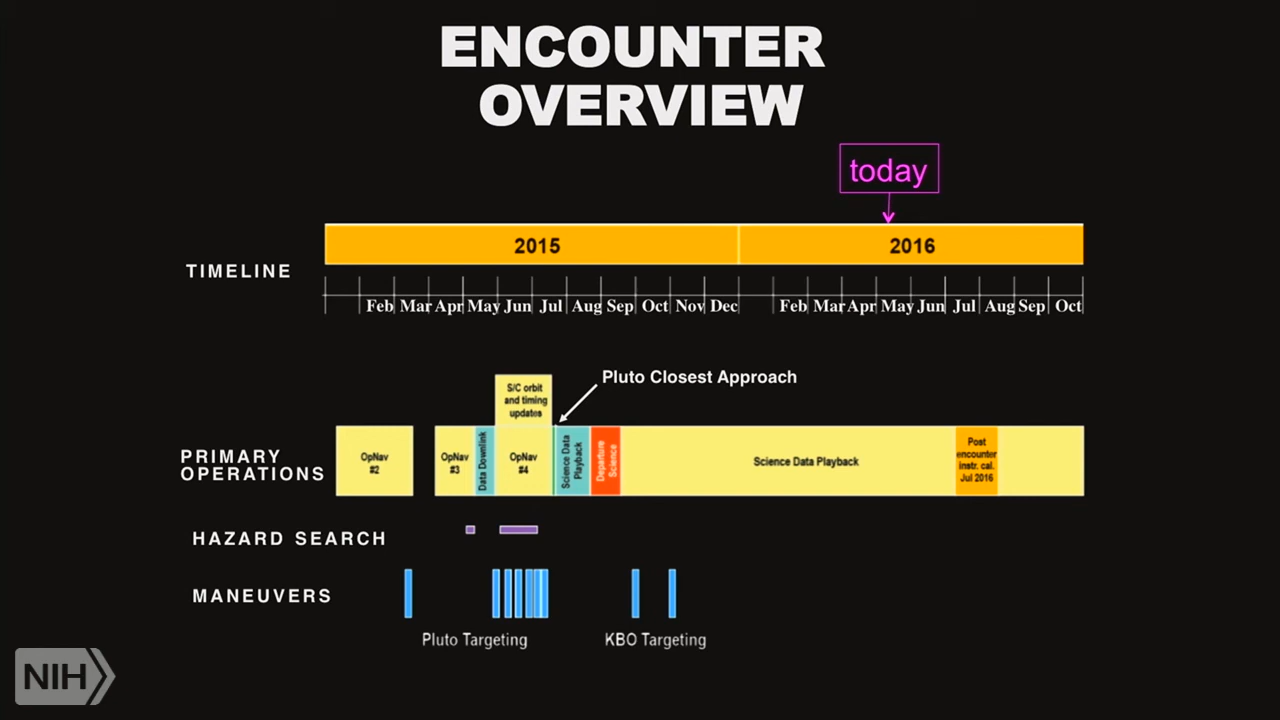 ENCOUNTER
OVERVIEW
today
2015
2016
TIMELINE
Feb Mar Apr May Jun Jul Aug Sep Oct Nov Dec Feb Mar Apr May Jun Jul Aug Sep Oct
Pluto Closest Approach
S/C orbit
and timing
updates
PRIMARY
OPERATIONS
OpNav
#2
OpNav
#3
Data Downlink
OpNav
#4
Science Data
Playback
Departure
Science
Science Data Playback
Post
encounter
instr. cal.
Jul 2016
HAZARD SEARCH
MANEUVERS
Pluto Targeting
KBO Targeting
NIH